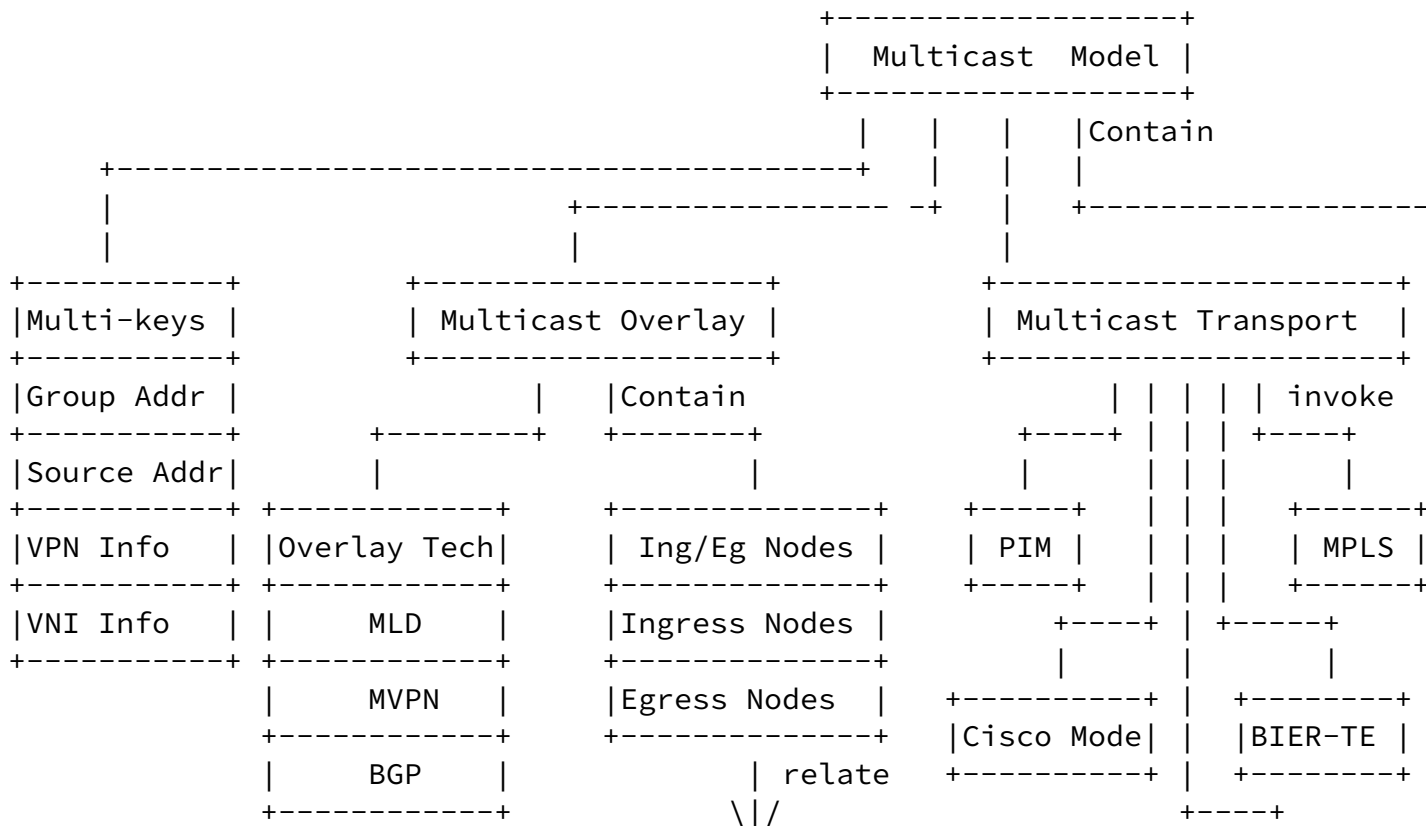 Multicast Model
Contain
Multi-keys Multicast Overlay Multicast Transport
Group Addr Contain invoke
Source Addr
VPN Info Overlay Tech Ing/Eg Nodes PIM MPLS
VNI Info MLD Ingress Nodes
MVPN Egress Nodes
Cisco Mode BIER-TE
BGP relate